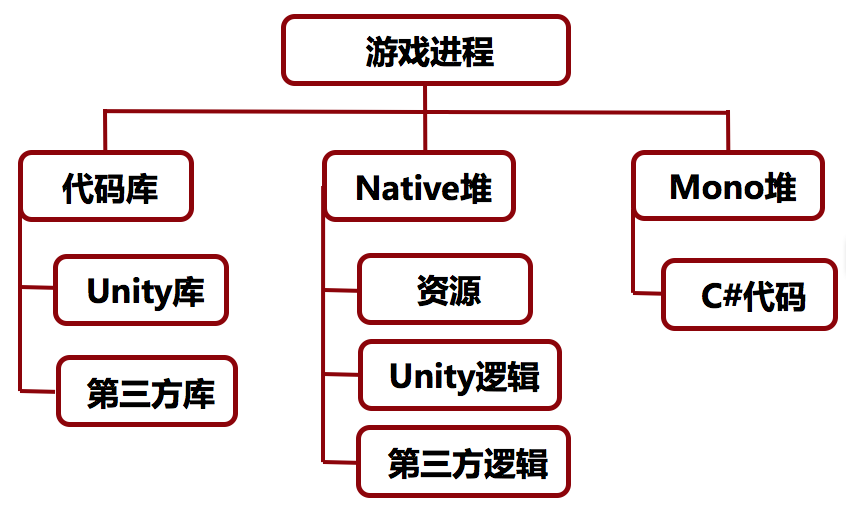 游戏进程
代码库
Native堆
Mono堆
Unity库
资源
C#代码
第三方库
Unity逻辑
第三方逻辑